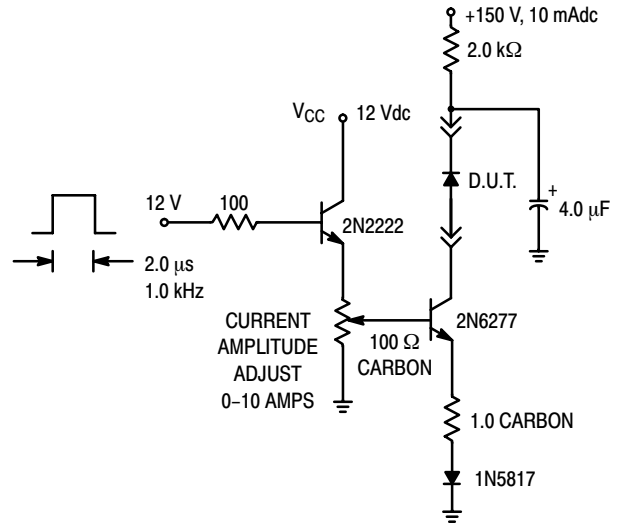 +150 V, 10 mAdc
2.0 kΩ
VCC 12 Vdc
D.U.T.
+
4.0 μF
12 V
100
2N2222
2.0 μs
1.0 kHz
CURRENT
AMPLITUDE
ADJUST
0–10 AMPS
100 Ω
CARBON
2N6277
1.0 CARBON
1N5817